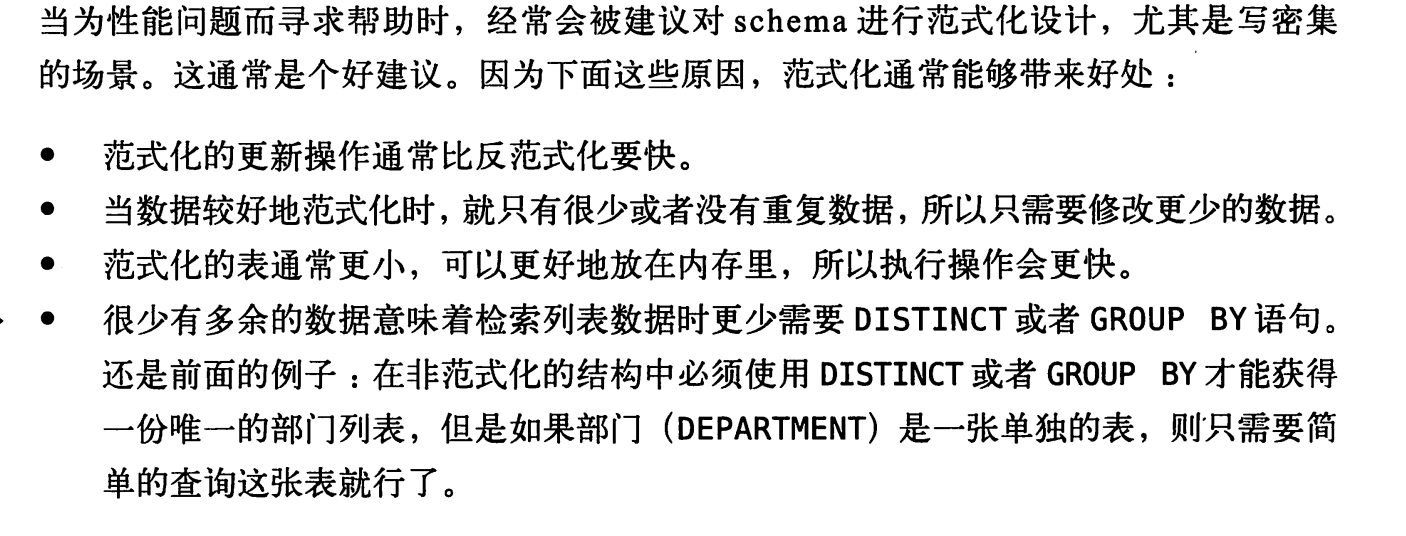 当为性能问题而寻求帮助时，经常会被建议对 schema 进行范式化设计，尤其是写密集
的场景。这通常是个好建议。因为下面这些原因，范式化通常能够带来好处：
● 范式化的更新操作通常比反范式化要快。
● 当数据较好地范式化时，就只有很少或者没有重复数据，所以只需要修改更少的数据。
● 范式化的表通常更小，可以更好地放在内存里，所以执行操作会更快。
● 很少有多余的数据意味着检索列表数据时更少需要 DISTINCT 或者 GROUP BY 语句。
还是前面的例子：在非范式化的结构中必须使用 DISTINCT 或者 GROUP BY 才能获得
一份唯一的部门列表，但是如果部门（DEPARTMENT）是一张单独的表，则只需要简
单的查询这张表就行了。